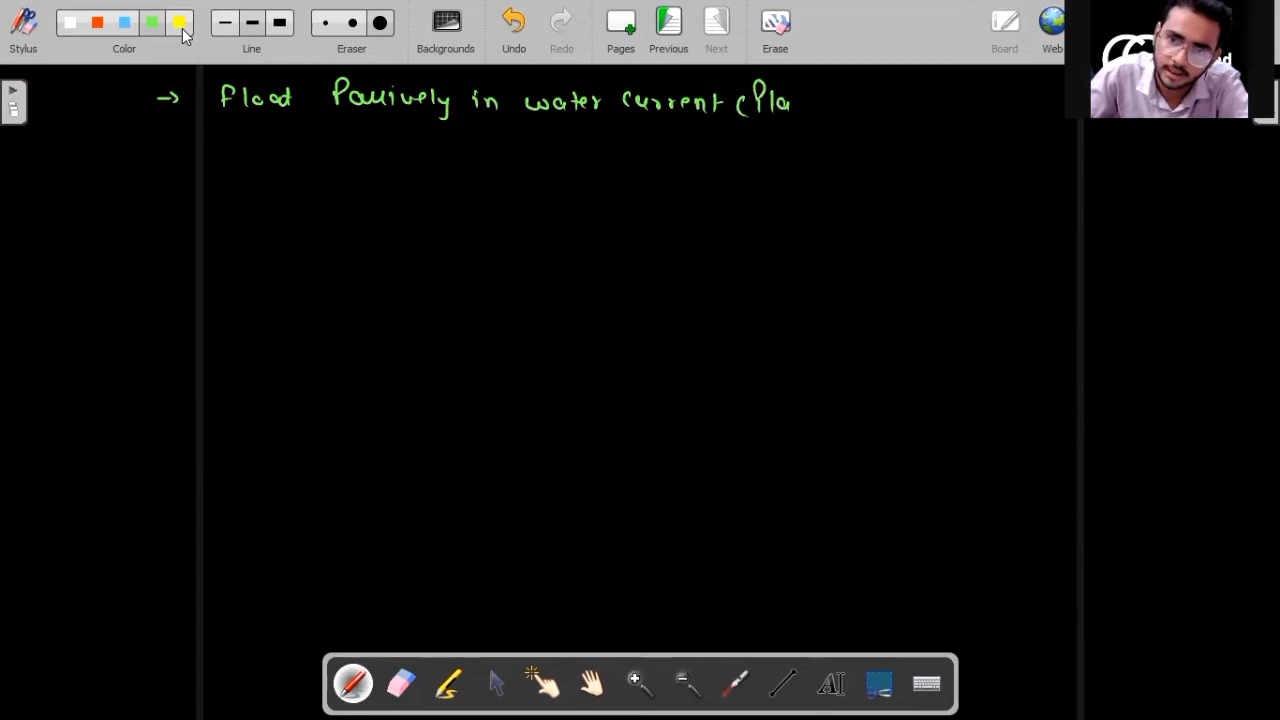 Stylus Color Line Eraser Backgrounds Undo Redo Pages Previous Next Erase Board Web
→ Float Passively in water current (Pla